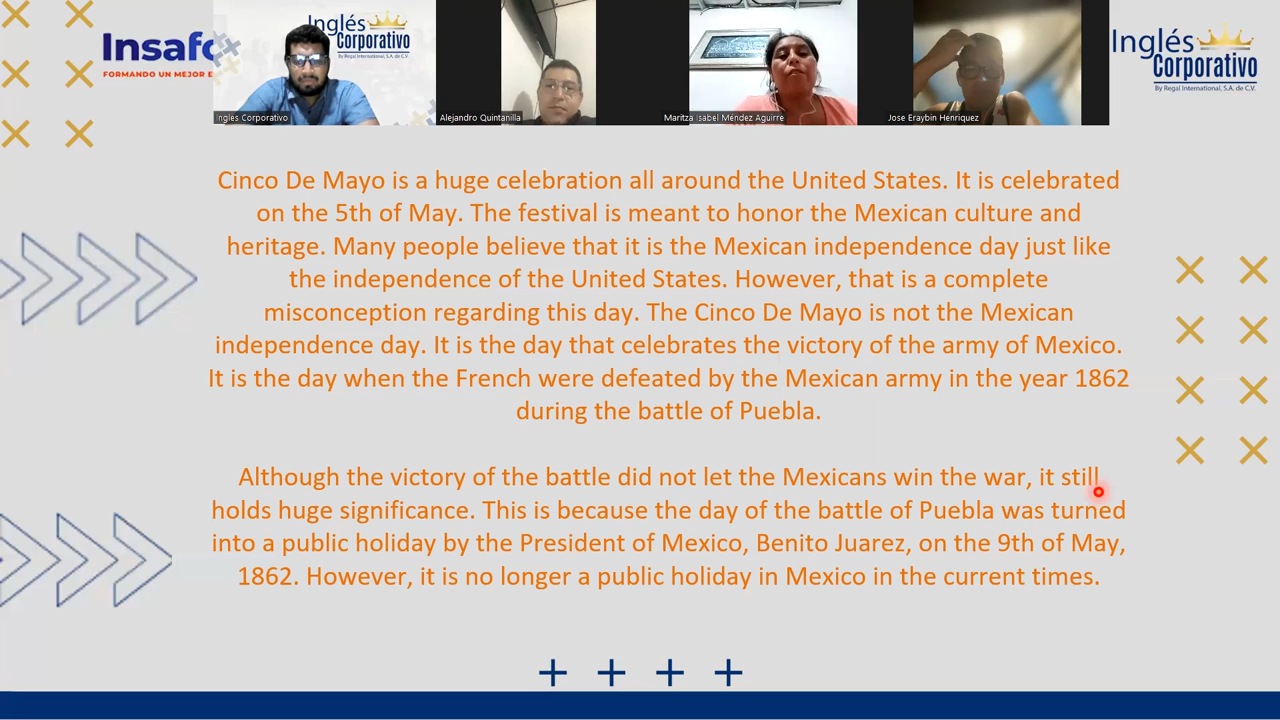 Insafo
FORMANDO UN MEJOR E
Inglés
Corporativo
By Regal International, S.A. de C.V.
Ingles Corporativo
Alejandro Quintanilla
Maritza Isabel Méndez Aguirre
Jose Eraybin Henriquez
Inglés
Corporativo
By Regal International, S.A. de C.V.
Cinco De Mayo is a huge celebration all around the United States. It is celebrated
on the 5th of May. The festival is meant to honor the Mexican culture and
heritage. Many people believe that it is the Mexican independence day just like
the independence of the United States. However, that is a complete
misconception regarding this day. The Cinco De Mayo is not the Mexican
independence day. It is the day that celebrates the victory of the army of Mexico.
It is the day when the French were defeated by the Mexican army in the year 1862
during the battle of Puebla.
Although the victory of the battle did not let the Mexicans win the war, it still
holds huge significance. This is because the day of the battle of Puebla was turned
into a public holiday by the President of Mexico, Benito Juarez, on the 9th of May,
1862. However, it is no longer a public holiday in Mexico in the current times.